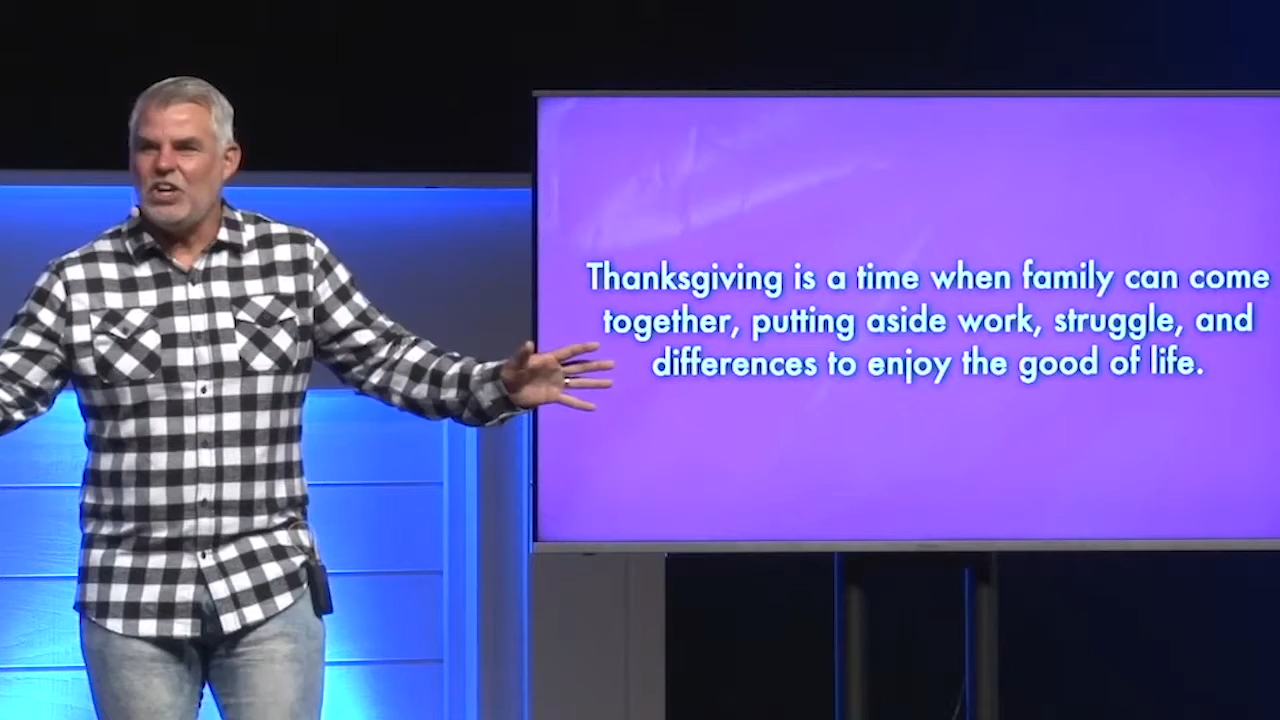 Thanksgiving is a time when family can come
together, putting aside work, struggle, and
differences to enjoy the good of life.